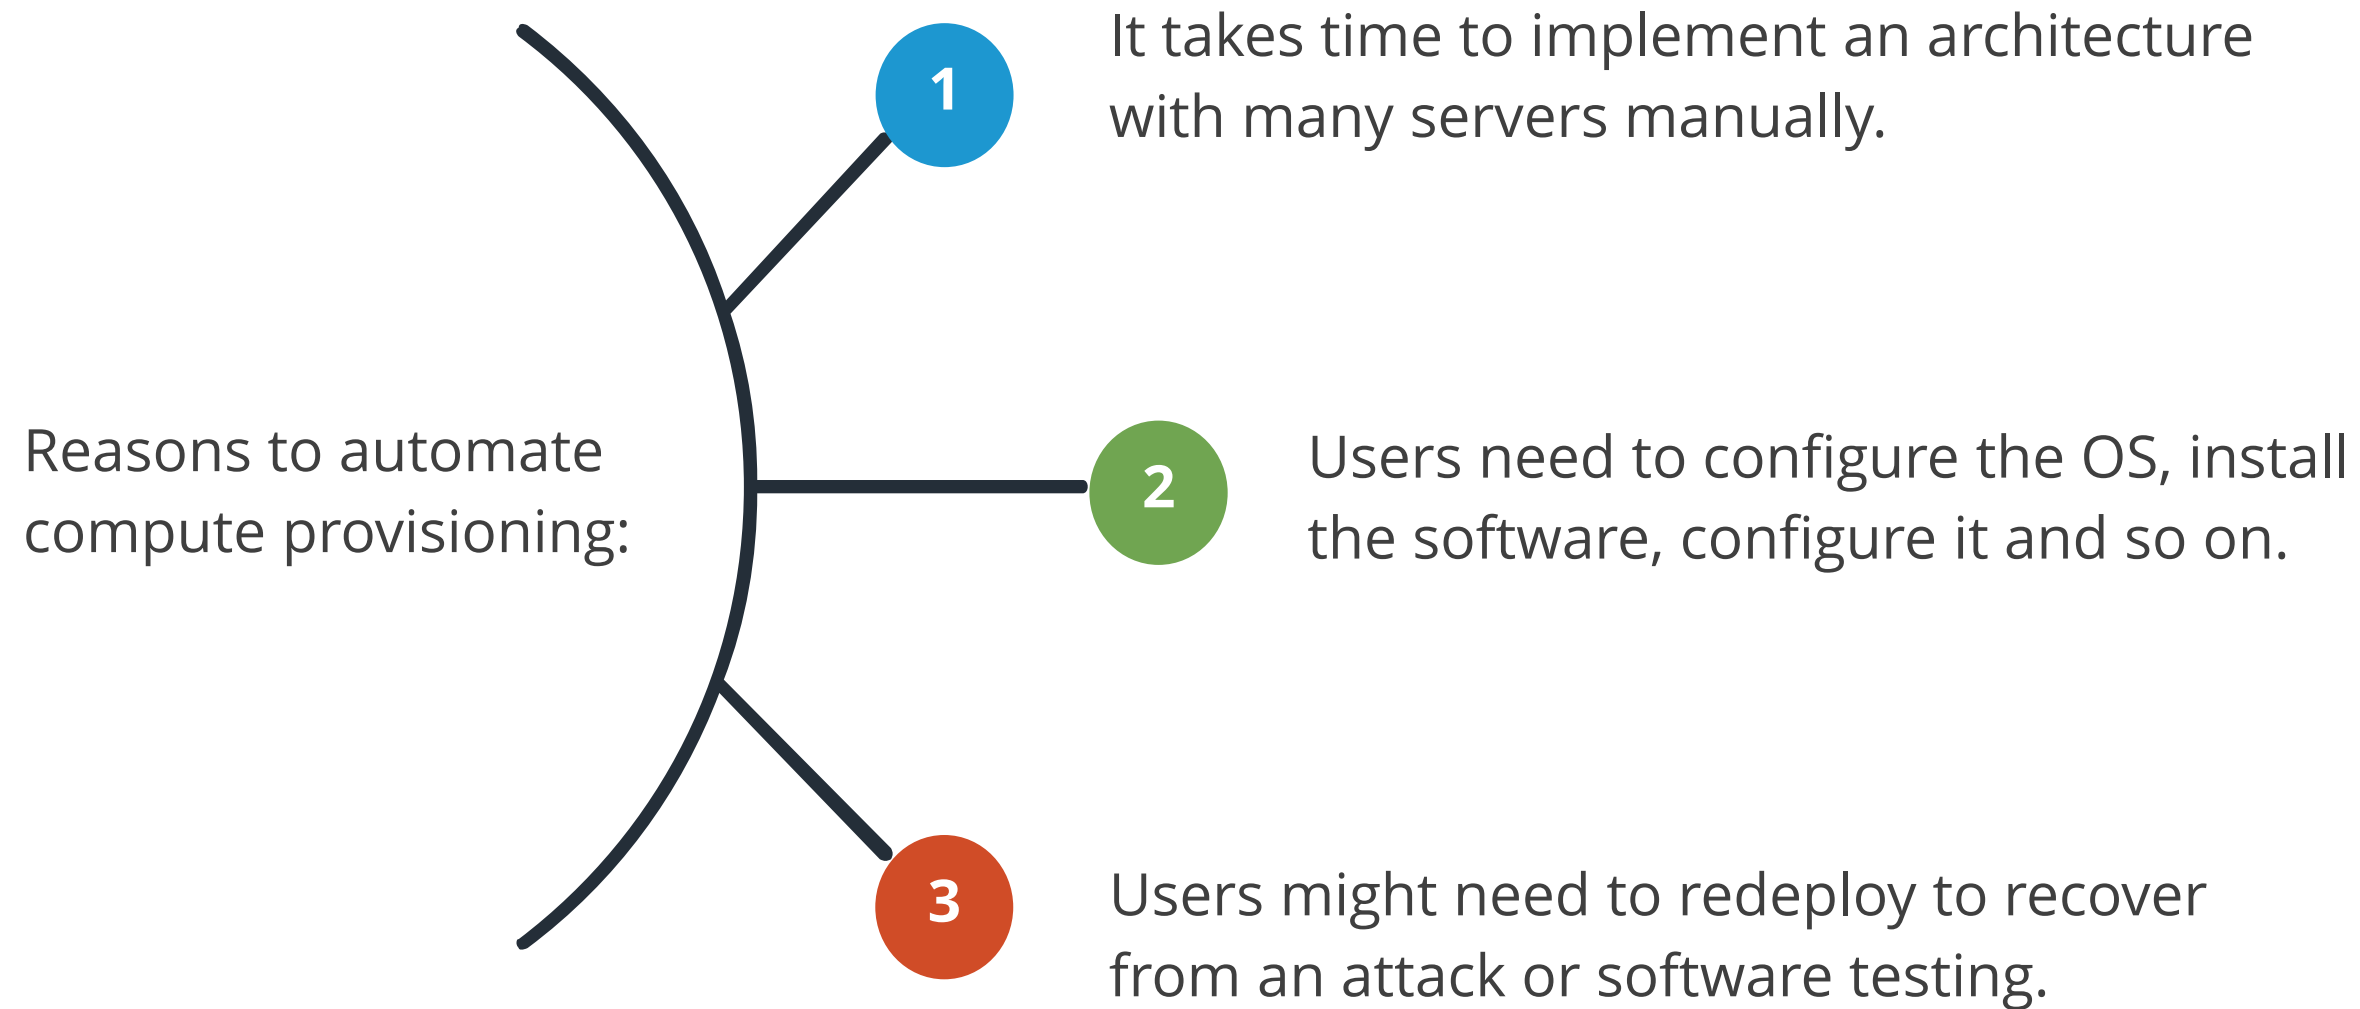 Reasons to automate
compute provisioning:
1
It takes time to implement an architecture
with many servers manually.
2
Users need to configure the OS, install
the software, configure it and so on.
3
Users might need to redeploy to recover
from an attack or software testing.